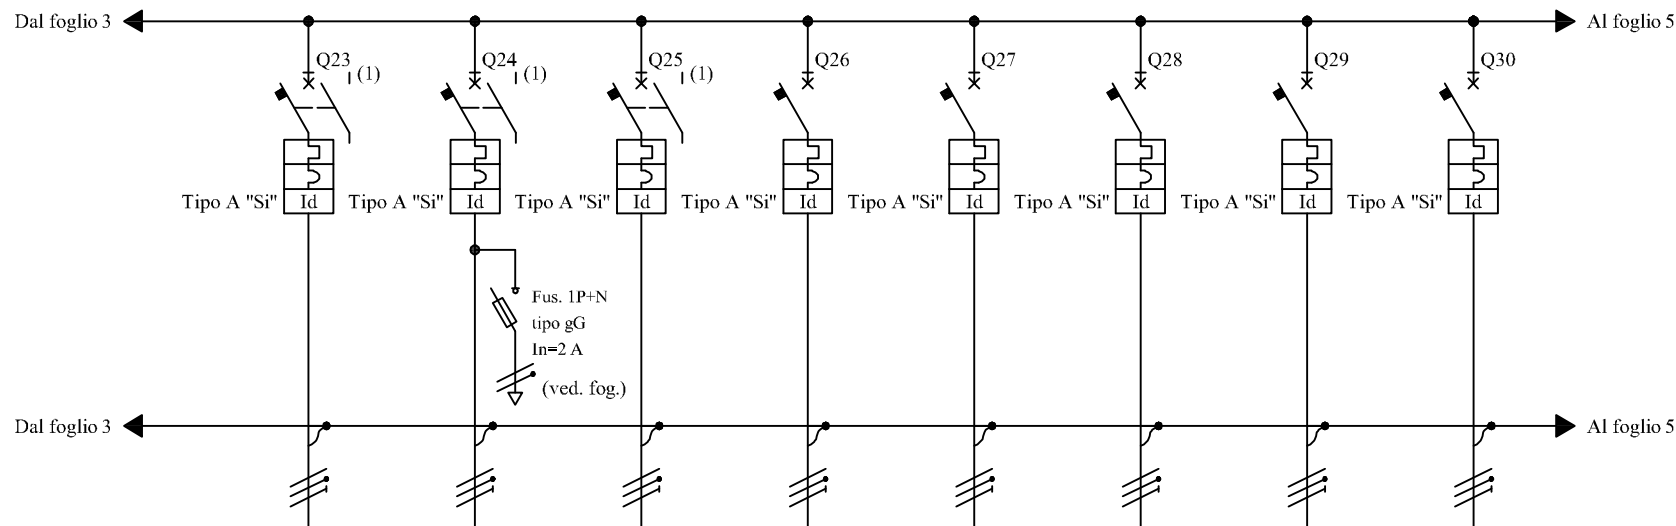 Dal foglio 3
Al foglio 5
Q23
(1)
Q24
(1)
Q25
(1)
Q26
Q27
Q28
Q29
Q30
Tipo A "Si"
Id
Tipo A "Si"
Id
Tipo A "Si"
Id
Tipo A "Si"
Id
Tipo A "Si"
Id
Tipo A "Si"
Id
Tipo A "Si"
Id
Tipo A "Si"
Id
Fus. 1P+N
tipo gG
In=2 A
(ved. fog.)
Dal foglio 3
Al foglio 5